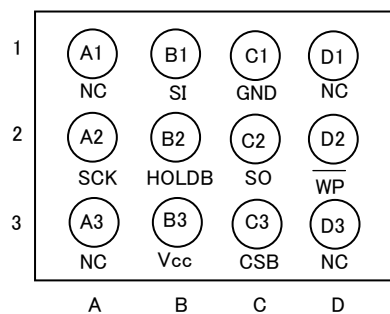 1 A1 B1 C1 D1
NC SI GND NC
2 A2 B2 C2 D2
SCK HOLDB SO WP
3 A3 B3 C3 D3
NC Vcc CSB NC
A B C D